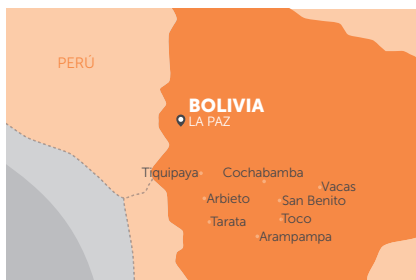 PERÚ
BOLIVIA
LA PAZ
Tiquipaya
Cochabamba
Vacas
Arbieto
San Benito
Tarata
Toco
Arampampa